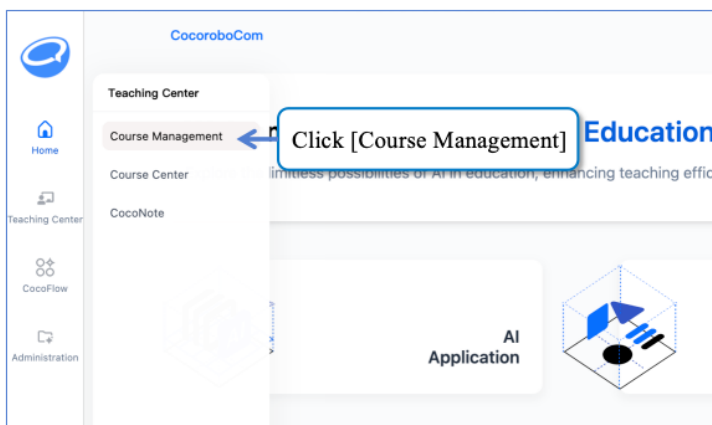 CocoroboCom
Home
Teaching Center
CocoFlow
Administration
Teaching Center
Course Management
Course Center
CocoNote
Click [Course Management]
Education
limitless possibilities of AI in education, enhancing teaching effic
AI
Application